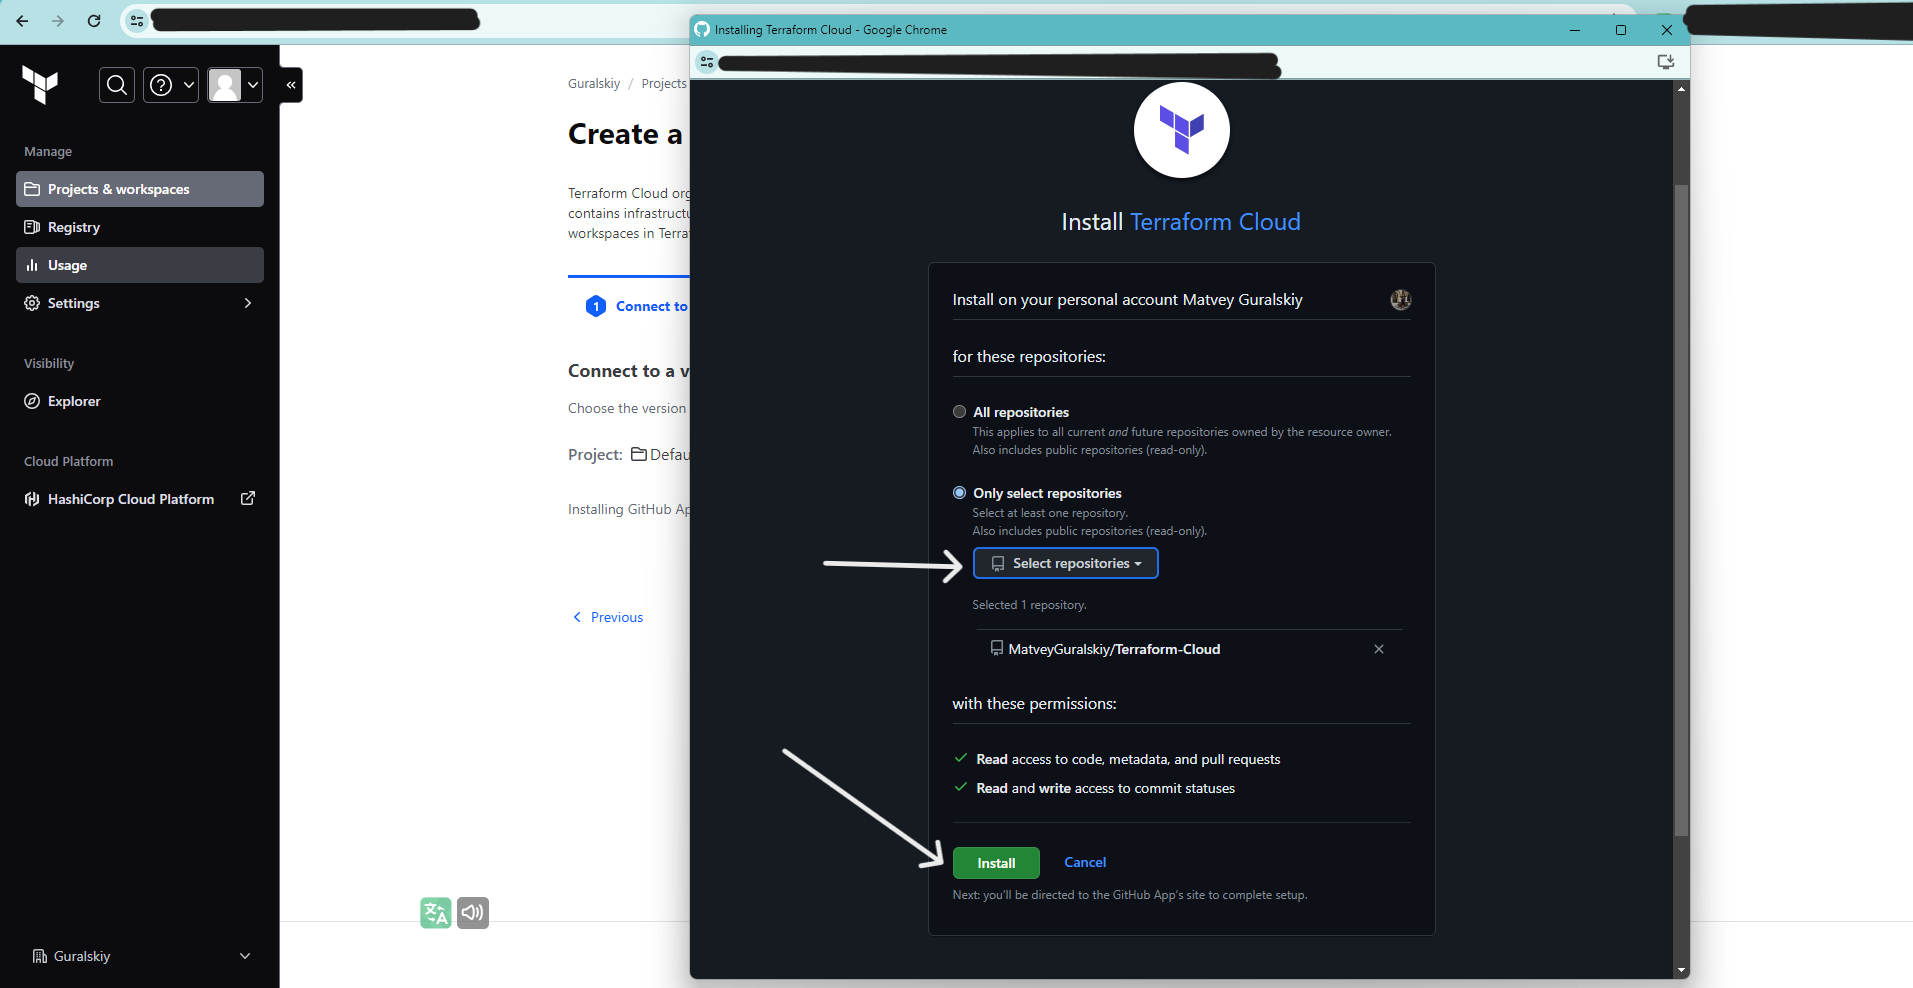 Installing Terraform Cloud - Google Chrome
Manage
Projects & workspaces
Registry
Usage
Settings
Visibility
Explorer
Cloud Platform
HashiCorp Cloud Platform
Guralskiy
Guralskiy / Projects
Create a
Terraform Cloud org
contains infrastructu
workspaces in Terra
1 Connect to
Connect to a v
Choose the version
Project: Defau
Installing GitHub Ap
Previous
Install Terraform Cloud
Install on your personal account Matvey Guralskiy
for these repositories:
All repositories
This applies to all current and future repositories owned by the resource owner.
Also includes public repositories (read-only).
Only select repositories
Select at least one repository.
Also includes public repositories (read-only).
Select repositories
Selected 1 repository.
MatveyGuralskiy/Terraform-Cloud
with these permissions:
Read access to code, metadata, and pull requests
Read and write access to commit statuses
Install Cancel
Next: you'll be directed to the GitHub App's site to complete setup.